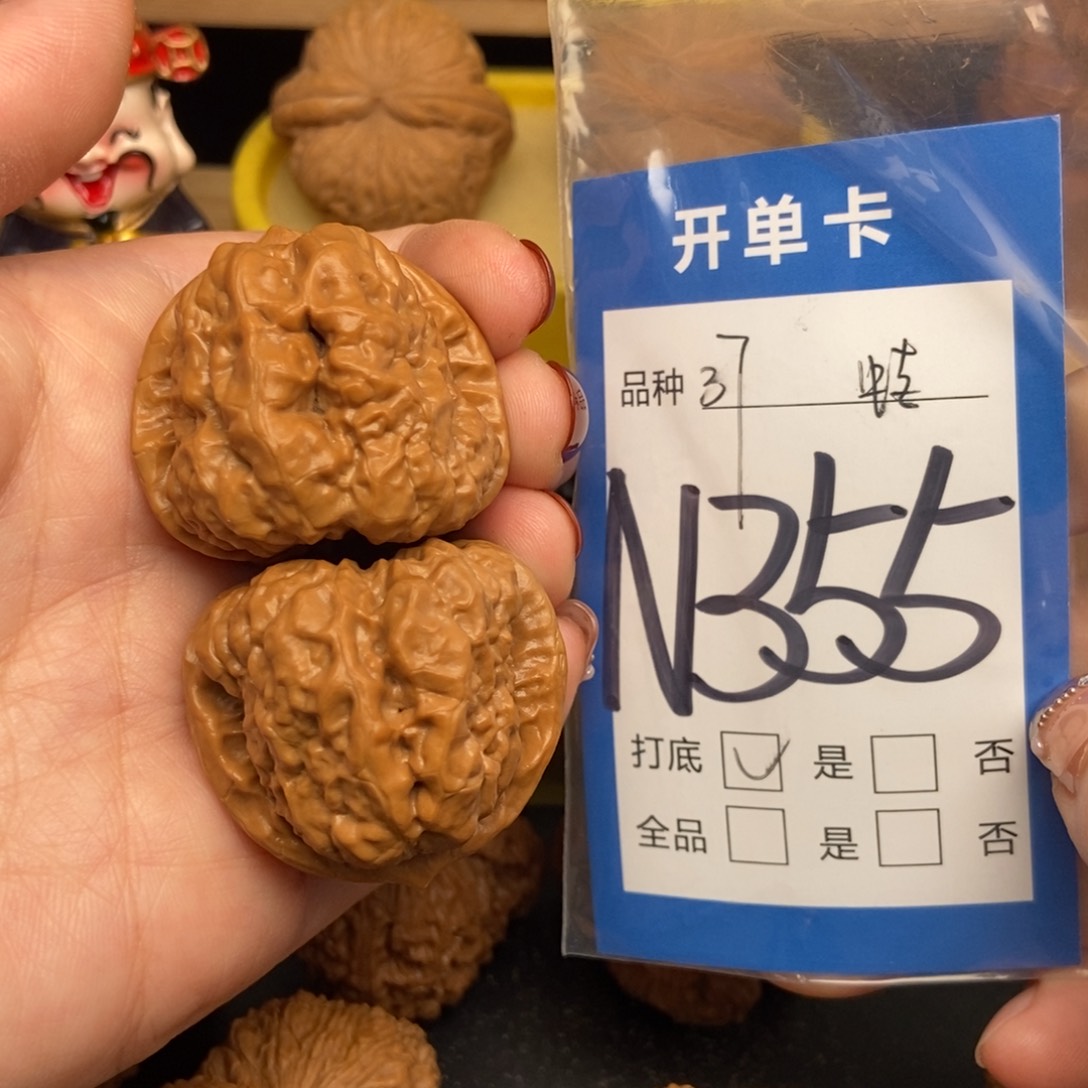 开单卡
品种 37 蛙
N355
打底 是 否
全品 是 否